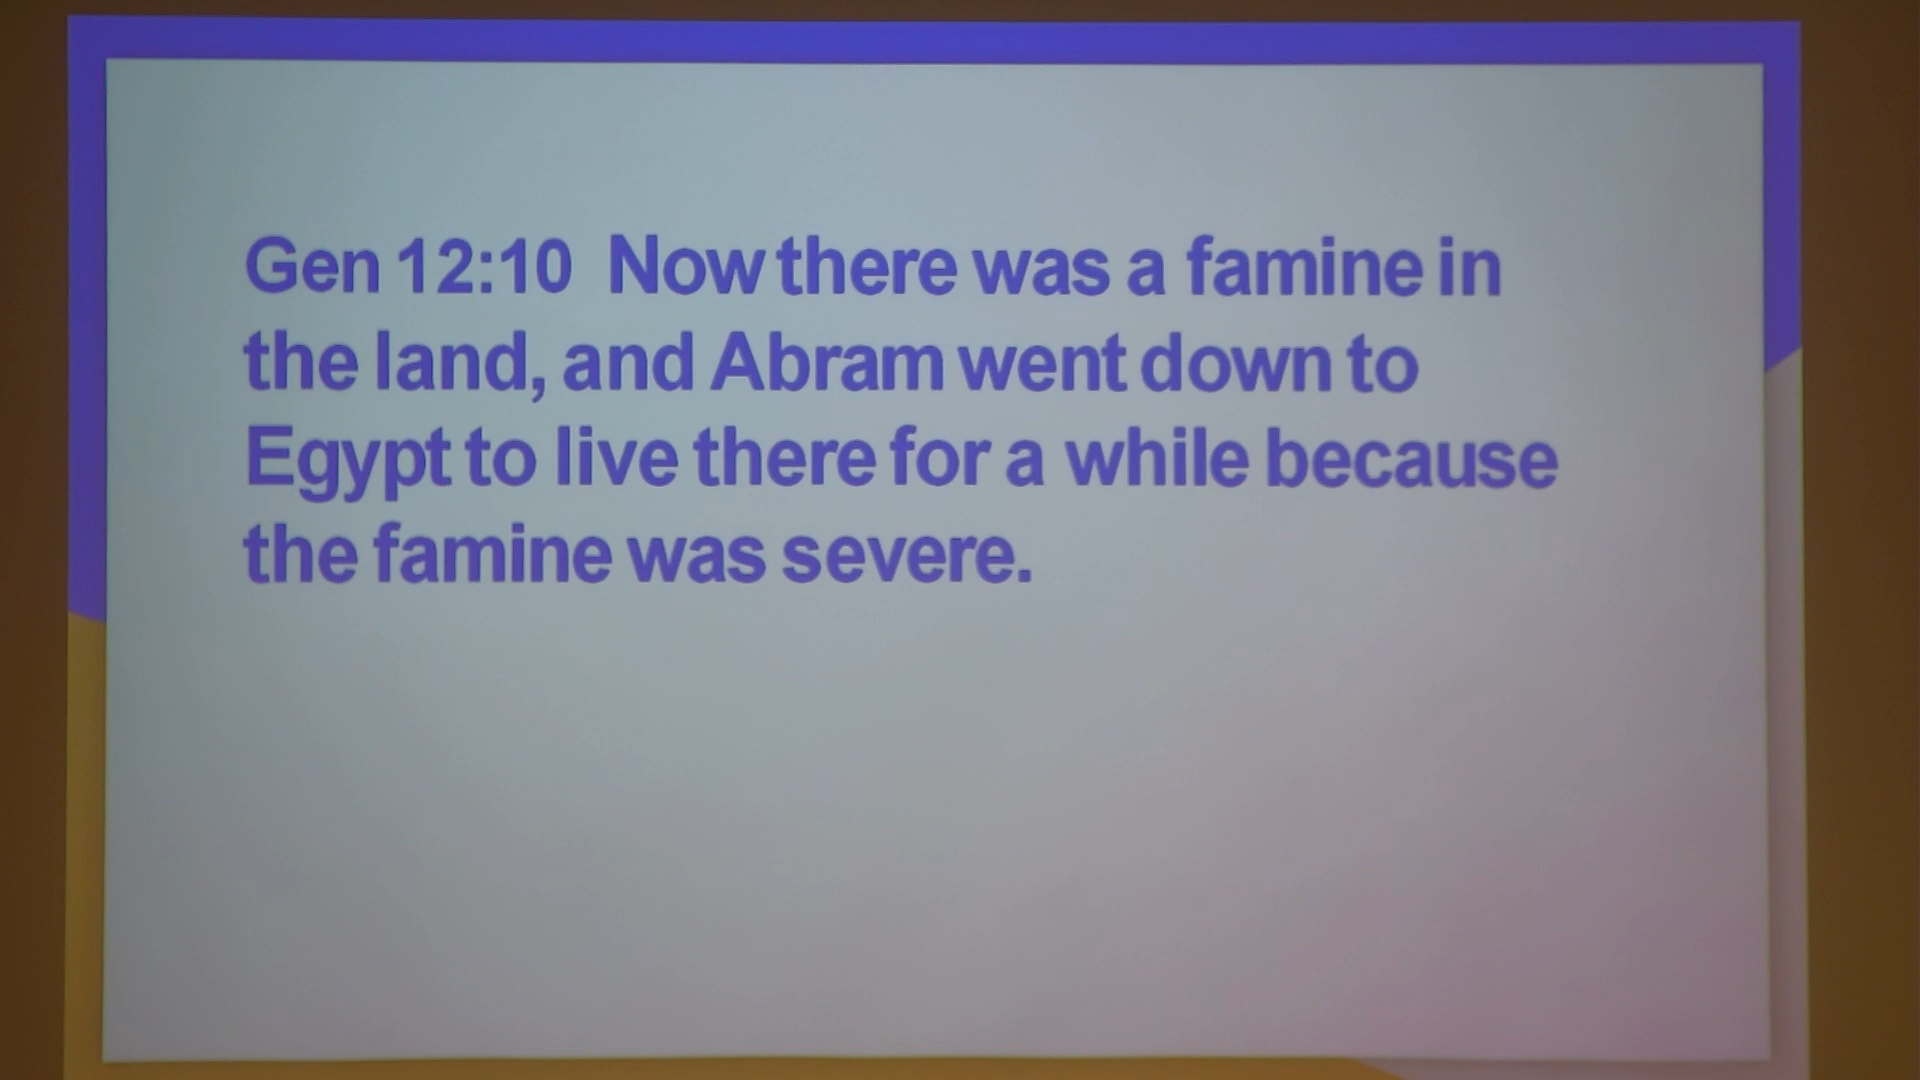 Gen 12:10  Now there was a famine in
the land, and Abram went down to
Egypt to live there for a while because
the famine was severe.